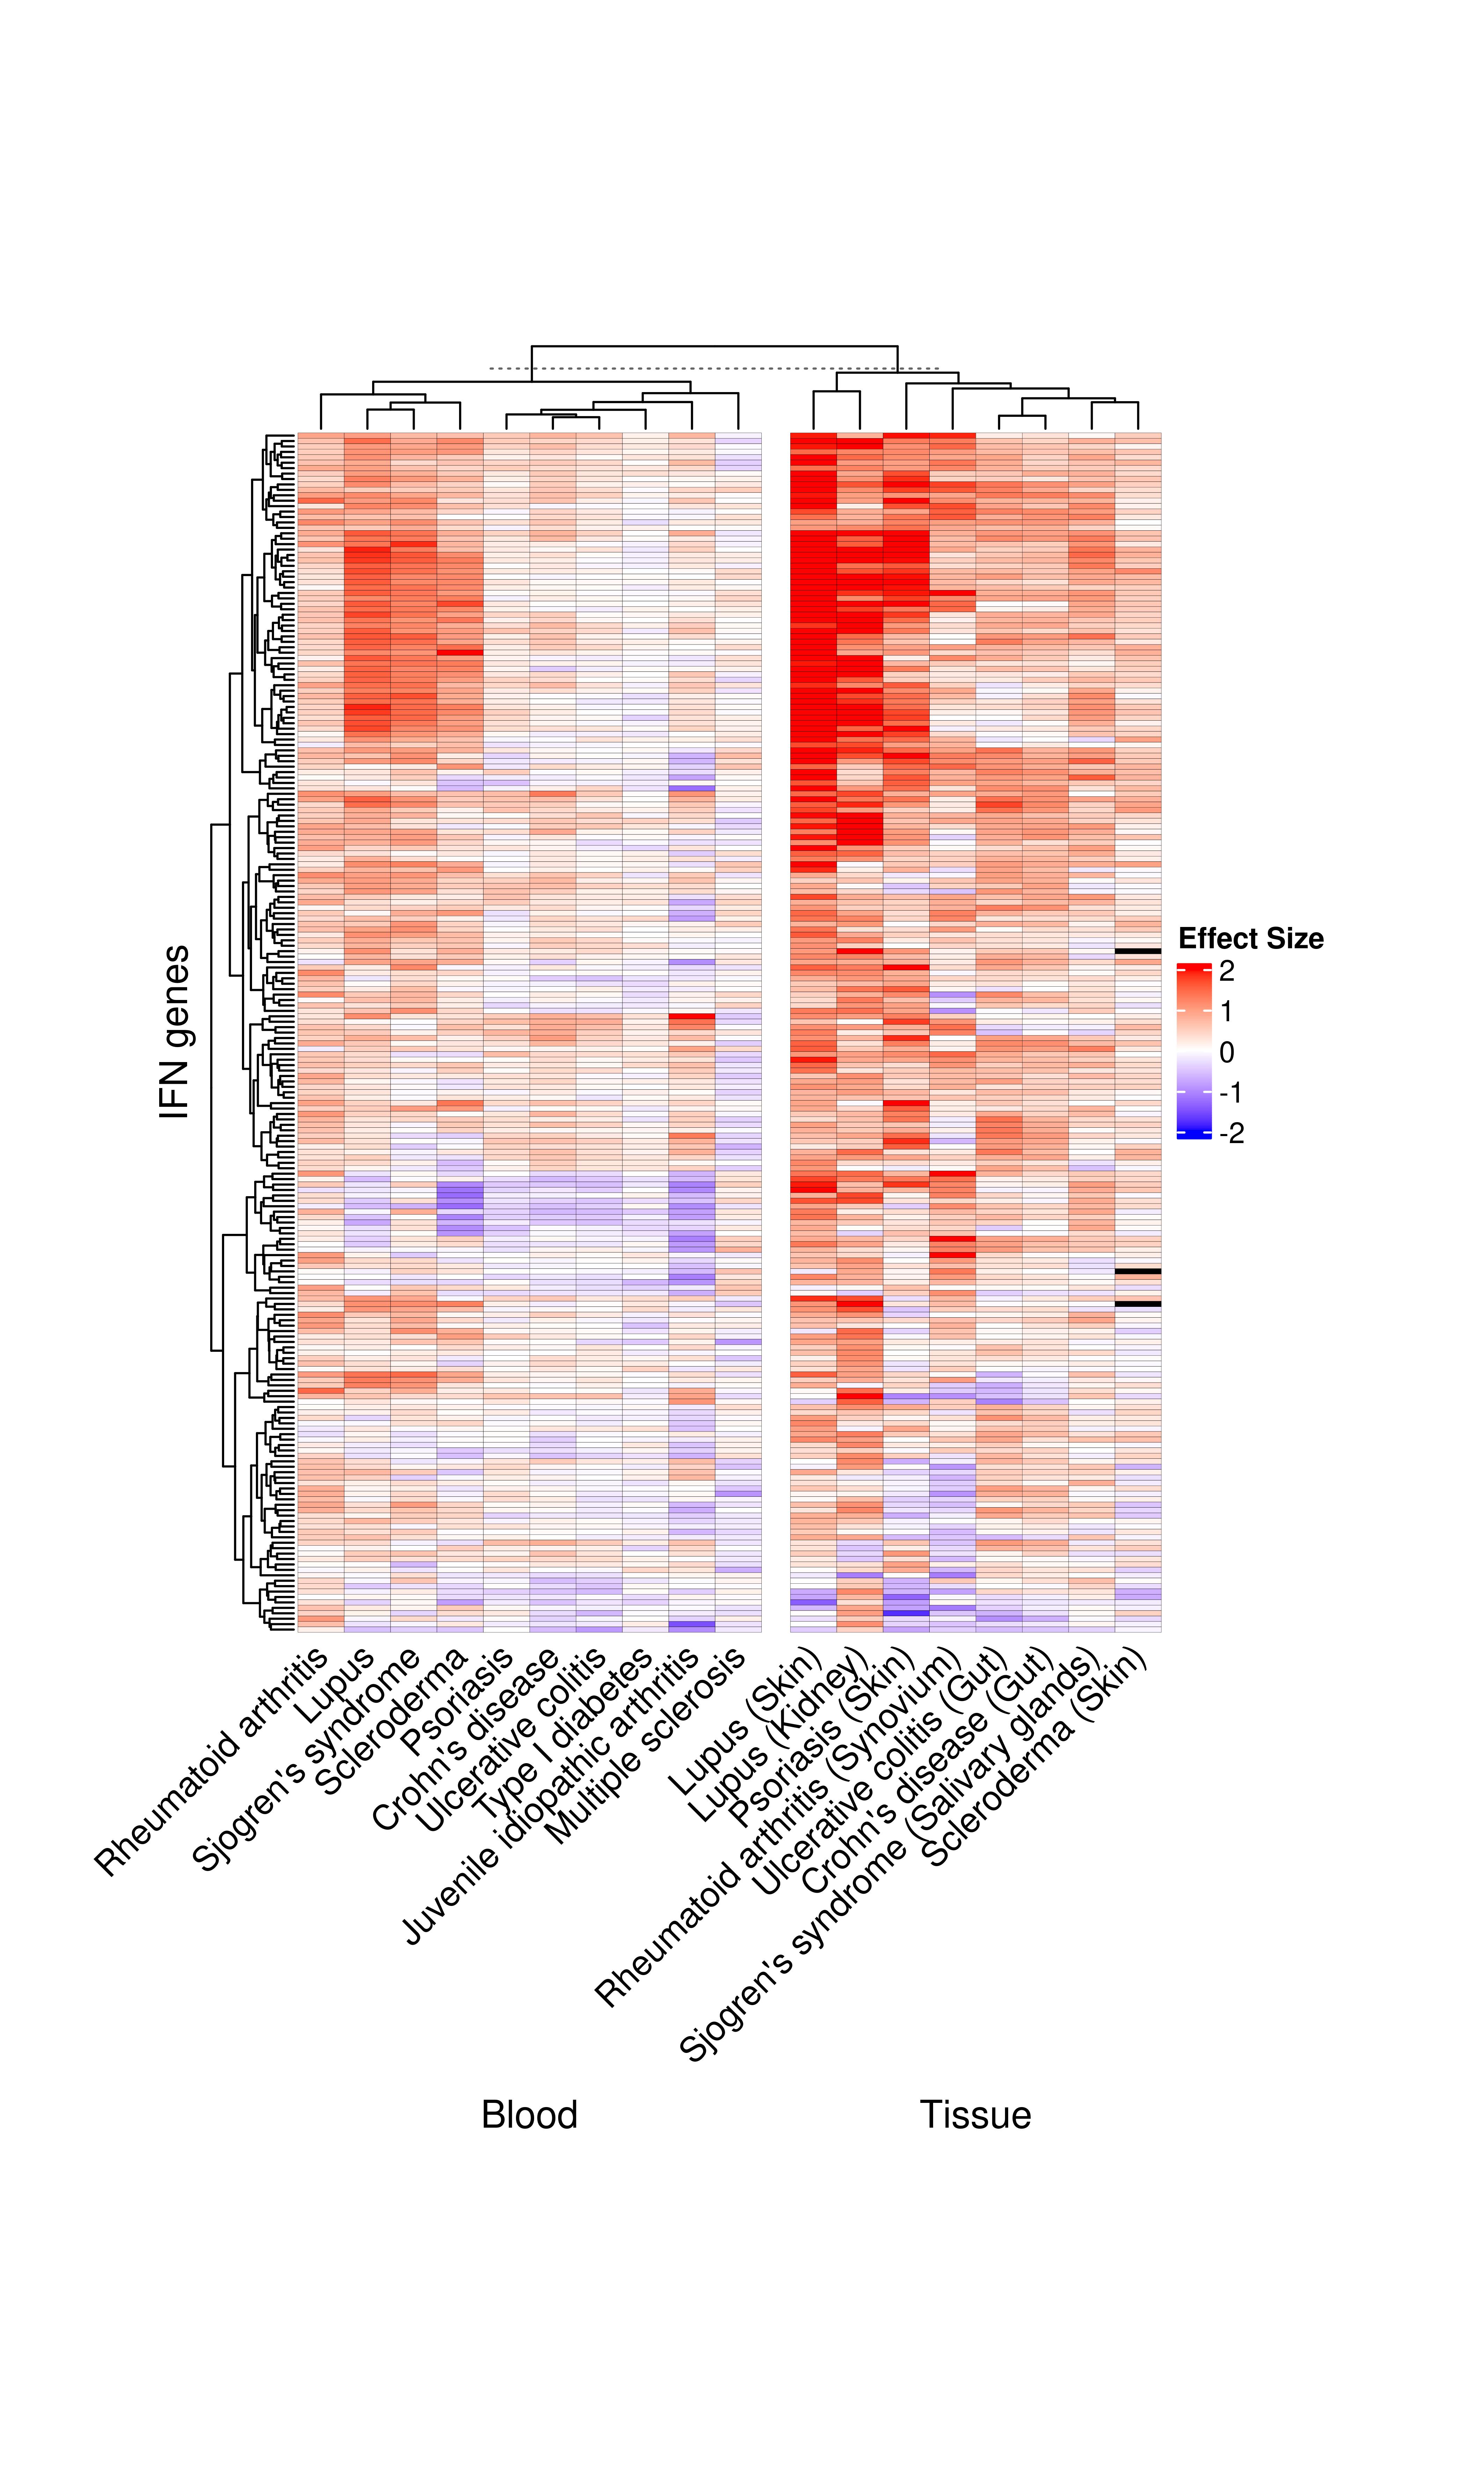 IFN genes
Effect Size
2
1
0
-1
-2
Rheumatoid arthritis
Lupus
Sjogren's syndrome
Scleroderma
Psoriasis
Crohn's disease
Ulcerative colitis
Type I diabetes
Juvenile idiopathic arthritis
Multiple sclerosis
Lupus (Skin)
Lupus (Kidney)
Psoriasis (Skin)
Rheumatoid arthritis (Synovium)
Ulcerative colitis (Gut)
Crohn's disease (Gut)
Sjogren's syndrome (Salivary glands)
Scleroderma (Skin)
Blood
Tissue